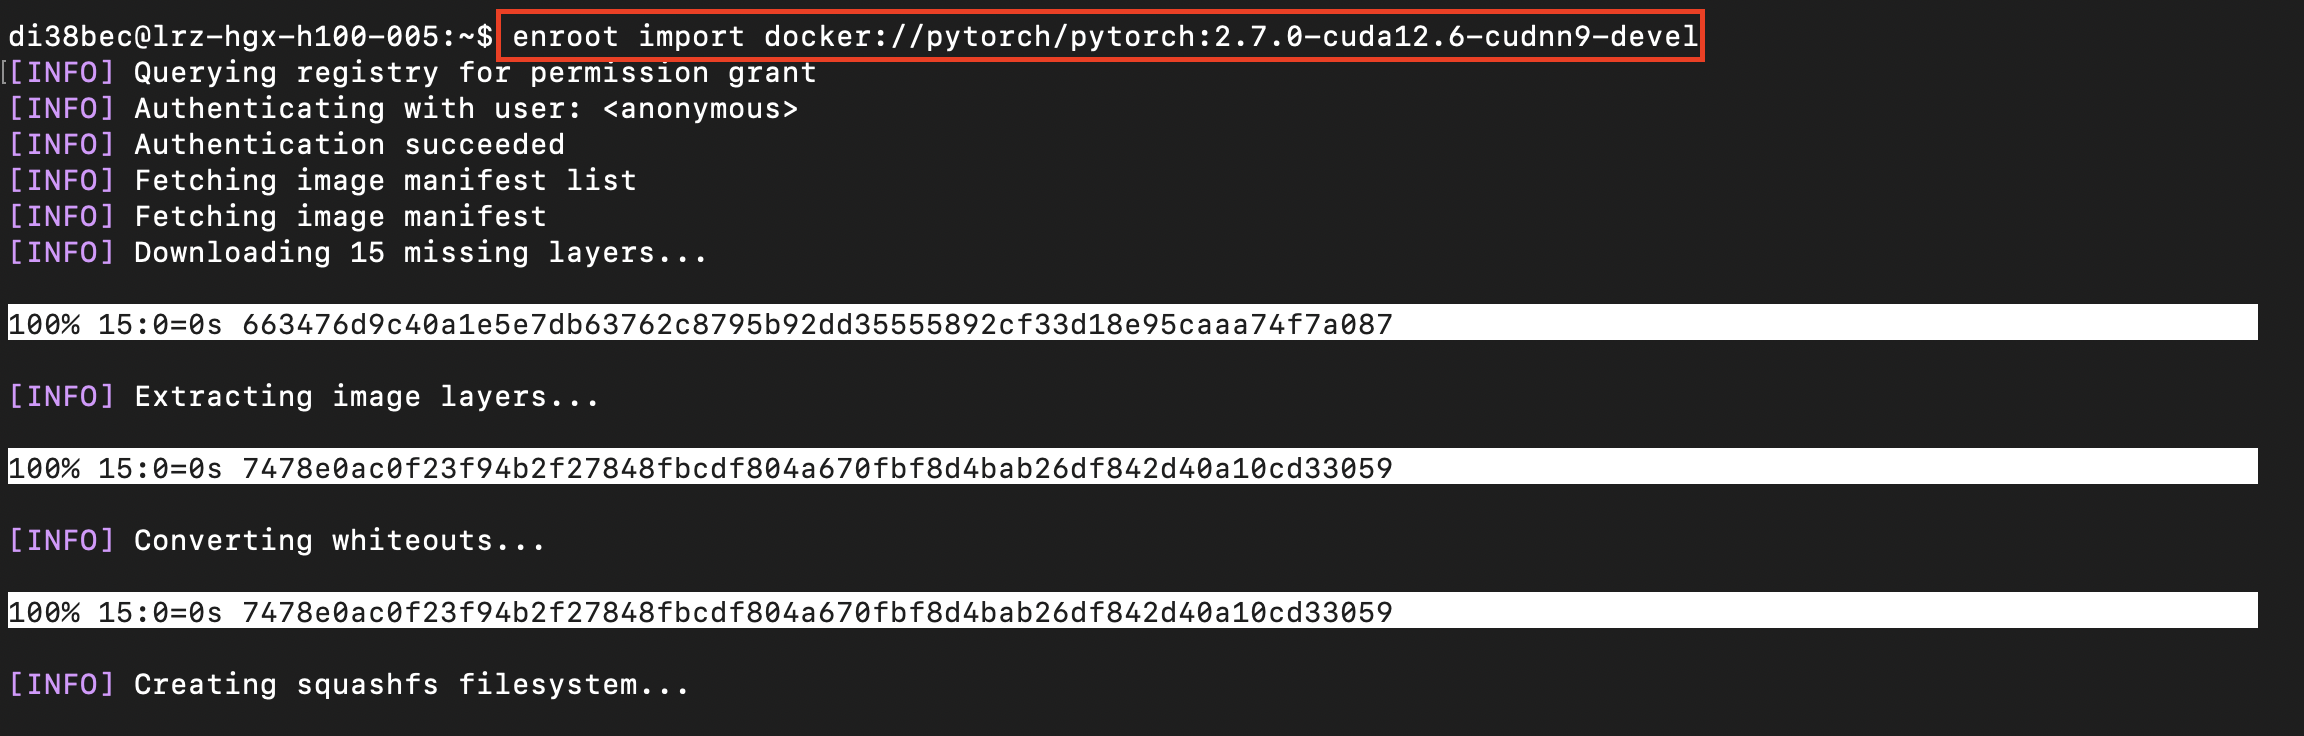 di38bec@lrz-hgx-h100-005:~$ enroot import docker://pytorch/pytorch:2.7.0-cuda12.6-cudnn9-devel
[[INFO] Querying registry for permission grant
[INFO] Authenticating with user: <anonymous>
[INFO] Authentication succeeded
[INFO] Fetching image manifest list
[INFO] Fetching image manifest
[INFO] Downloading 15 missing layers...
100% 15:0=0s 663476d9c40a1e5e7db63762c8795b92dd35555892cf33d18e95caaa74f7a087
[INFO] Extracting image layers...
100% 15:0=0s 7478e0ac0f23f94b2f27848fbcdf804a670fbf8d4bab26df842d40a10cd33059
[INFO] Converting whiteouts...
100% 15:0=0s 7478e0ac0f23f94b2f27848fbcdf804a670fbf8d4bab26df842d40a10cd33059
[INFO] Creating squashfs filesystem...